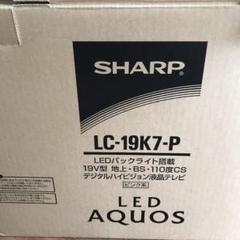 SHARP
LC-19K7-P
LEDバックライト搭載
19V型 地上・BS・110度CS
デジタルハイビジョン液晶テレビ
ピンク系
LED
AQUOS